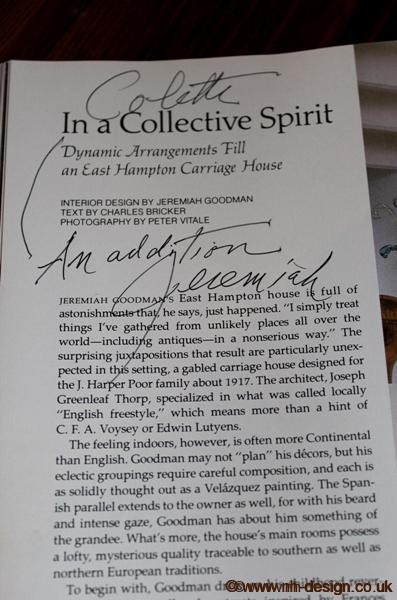 Colette
In a Collective Spirit
Dynamic Arrangements Fill
an East Hampton Carriage House
INTERIOR DESIGN BY JEREMIAH GOODMAN
TEXT BY CHARLES BRICKER
PHOTOGRAPHY BY PETER VITALE
An addition
Jeremiah
JEREMIAH GOODMAN'S East Hampton house is full of
astonishments that, he says, just happened. "I simply treat
things I've gathered from unlikely places all over the
world—including antiques—in a nonserious way." The
surprising juxtapositions that result are particularly unex-
pected in this setting, a gabled carriage house designed for
the J. Harper Poor family about 1917. The architect, Joseph
Greenleaf Thorp, specialized in what was called locally
"English freestyle," which means more than a hint of
C. F. A. Voysey or Edwin Lutyens.
The feeling indoors, however, is often more Continental
than English. Goodman may not "plan" his décors, but his
eclectic groupings require careful composition, and each is
as solidly thought out as a Velázquez painting. The Span-
ish parallel extends to the owner as well, for with his beard
and intense gaze, Goodman has about him something of
the grandee. What's more, the house's main rooms possess
a lofty, mysterious quality traceable to southern as well as
northern European traditions.
To begin with, Goodman
©www.nh-design.co.uk